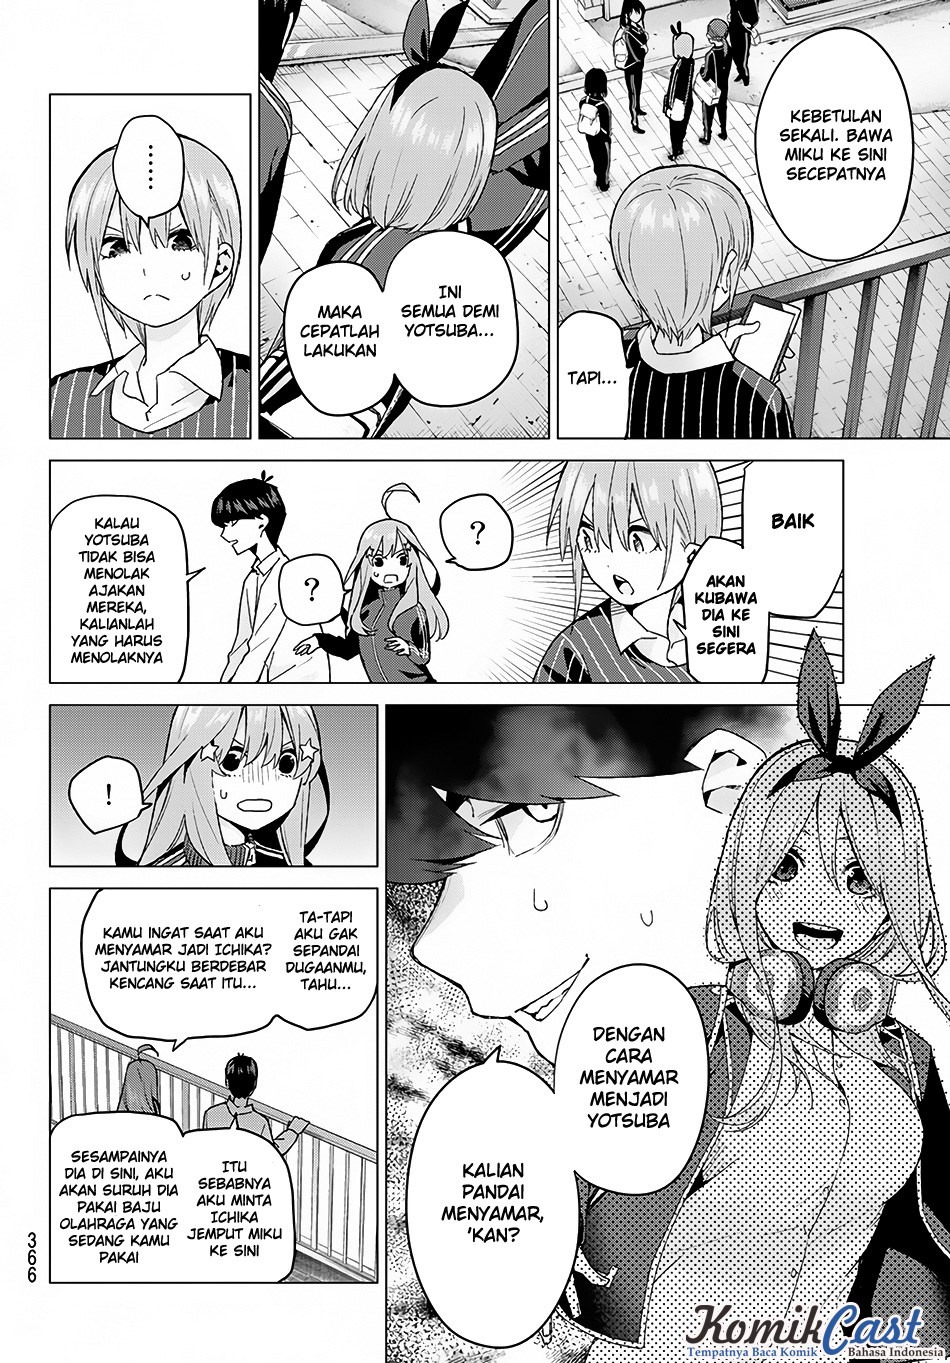 KEBETULAN
SEKALI. BAWA
MIKU KE SINI
SECEPATNYA
TAPI...
INI
SEMUA DEMI
YOTSUBA...
MAKA
CEPATLAH
LAKUKAN
......
BAIK
AKAN
KUBAWA
DIA KE
SINI
SEGERA
?
?
KALAU
YOTSUBA
TIDAK BISA
MENOLAK
AJAKAN
MEREKA,
KALIANLAH
YANG HARUS
MENOLAKNYA
DENGAN
CARA
MENYAMAR
MENJADI
YOTSUBA
KALIAN
PANDAI
MENYAMAR,
'KAN?
!
TA-TAPI
AKU GAK
SEPANDAI
DUGAANMU,
TAHU...
KAMU INGAT SAAT AKU
MENYAMAR JADI ICHIKA?
JANTUNGKU BERDEBAR
KENCANG SAAT ITU...
ITU
SEBABNYA
AKU MINTA
ICHIKA
JEMPUT MIKU
KE SINI
SESAMPAINYA
DIA DI SINI, AKU
AKAN SURUH DIA
PAKAI BAJU
OLAHRAGA YANG
SEDANG KAMU
PAKAI
366
KomikCast
Tempatnya Baca Komik Bahasa Indonesia